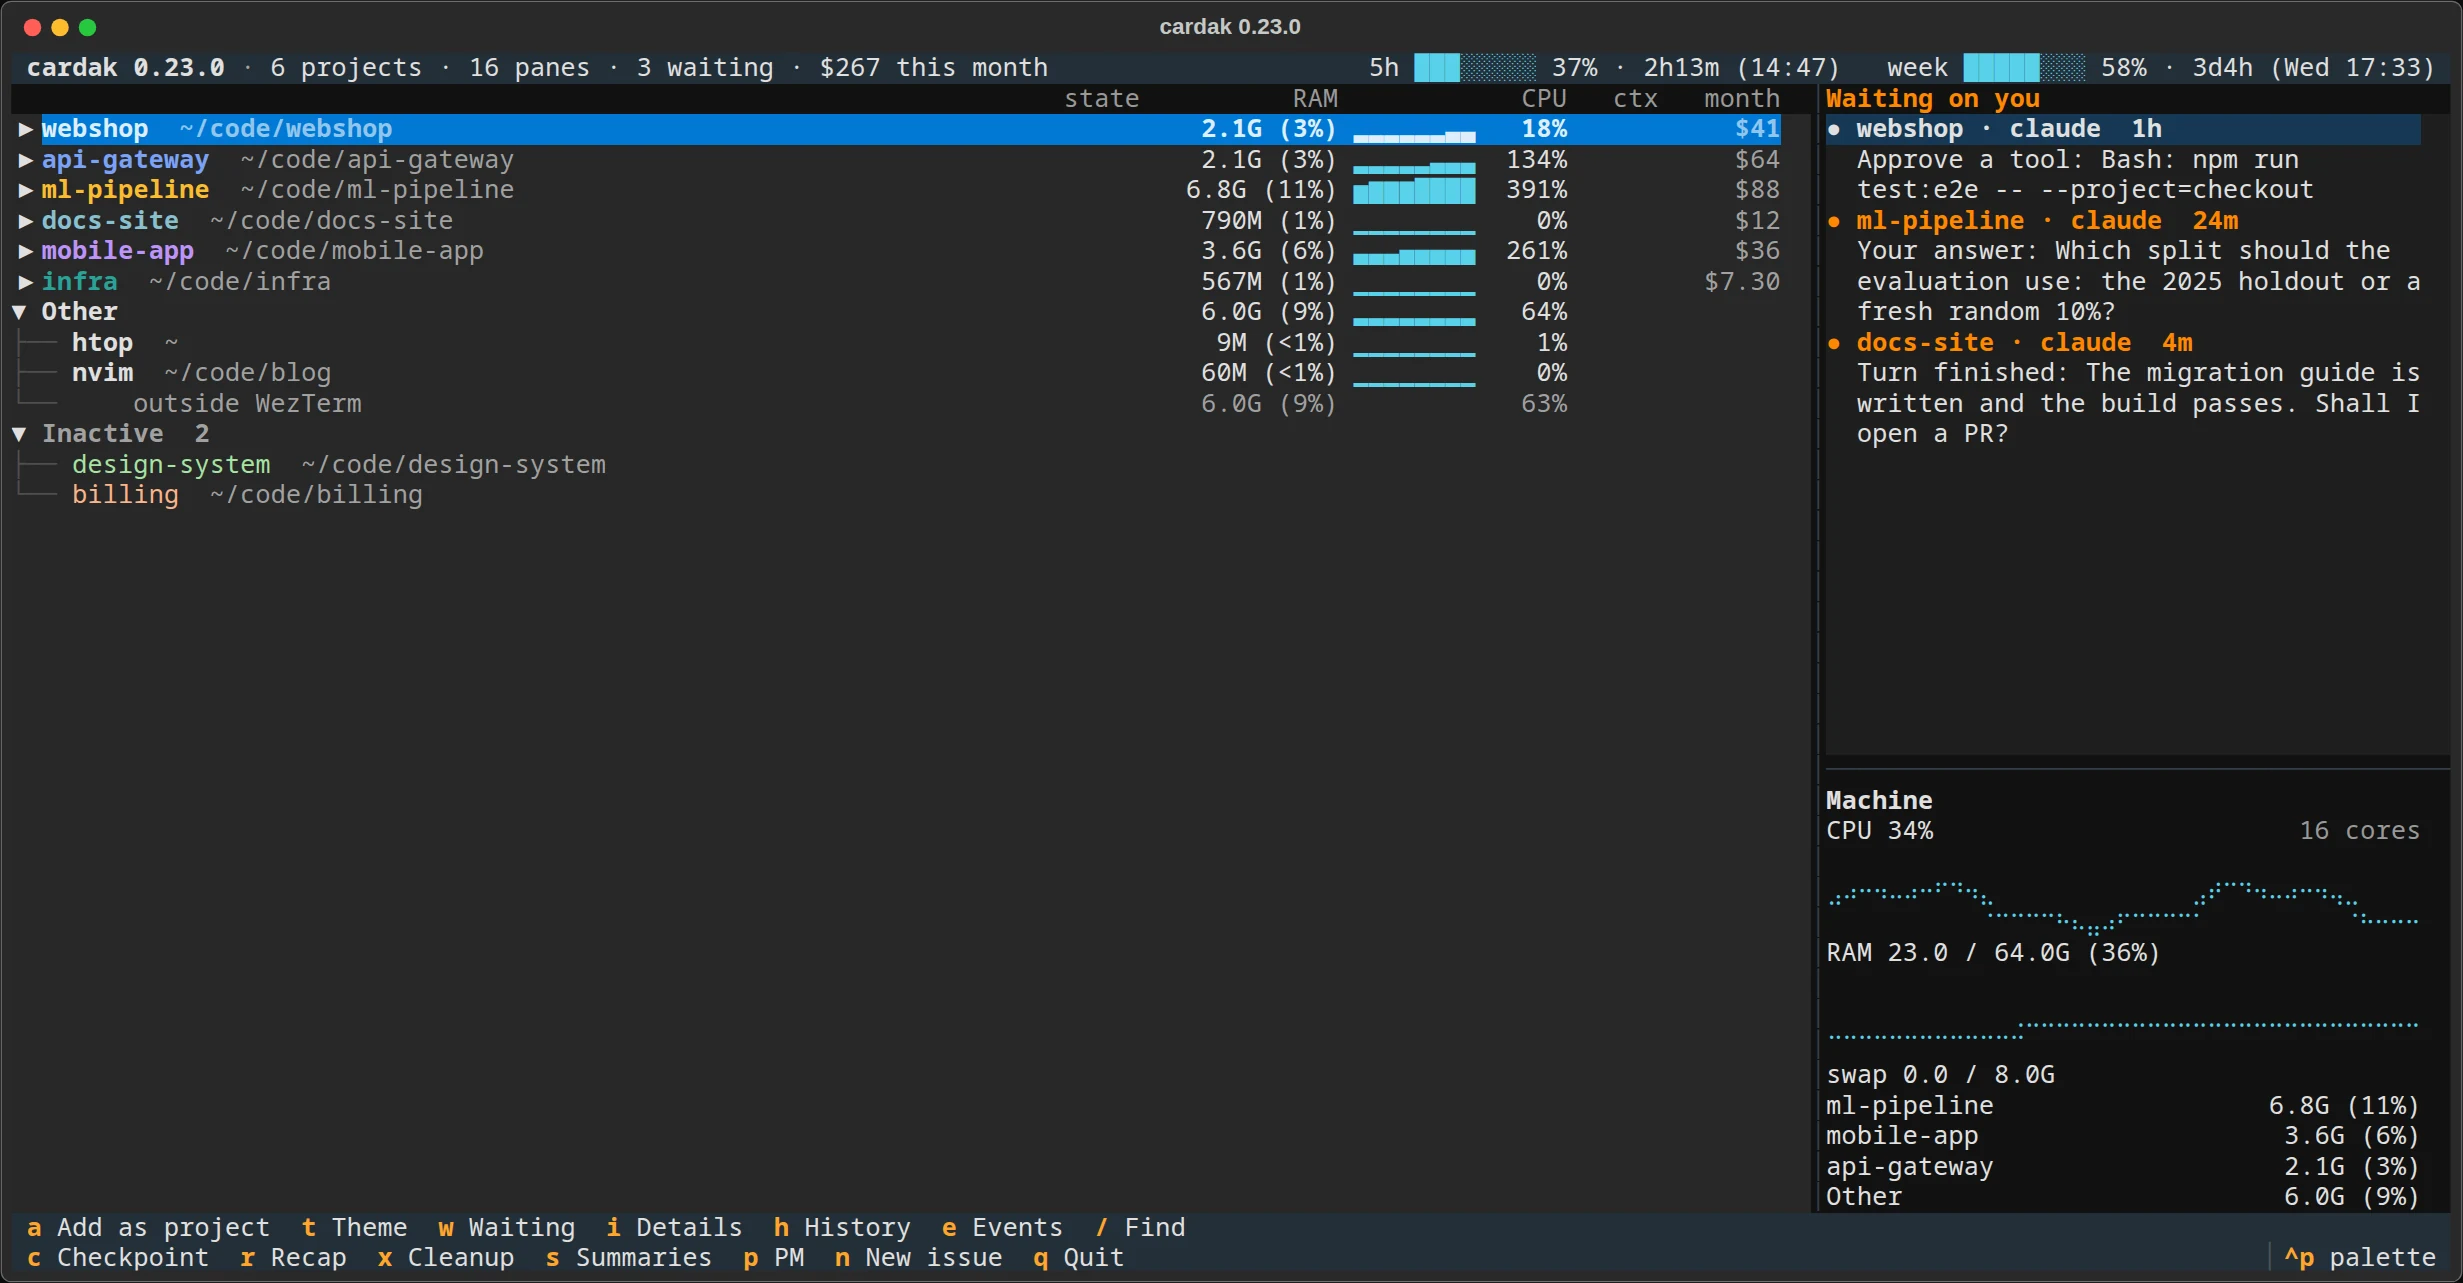 cardak 0.23.0
cardak 0.23.0 · 6 projects · 16 panes · 3 waiting · $267 this month 5h 37% · 2h13m (14:47) week 58% · 3d4h (Wed 17:33)
state RAM CPU ctx month
▶ webshop ~/code/webshop 2.1G (3%) 18% $41
▶ api-gateway ~/code/api-gateway 2.1G (3%) 134% $64
▶ ml-pipeline ~/code/ml-pipeline 6.8G (11%) 391% $88
▶ docs-site ~/code/docs-site 790M (1%) 0% $12
▶ mobile-app ~/code/mobile-app 3.6G (6%) 261% $36
▶ infra ~/code/infra 567M (1%) 0% $7.30
▼ Other 6.0G (9%) 64%
htop ~ 9M (<1%) 1%
nvim ~/code/blog 60M (<1%) 0%
outside WezTerm 6.0G (9%) 63%
▼ Inactive 2
design-system ~/code/design-system
billing ~/code/billing
Waiting on you
● webshop · claude 1h
Approve a tool: Bash: npm run
test:e2e -- --project=checkout
● ml-pipeline · claude 24m
Your answer: Which split should the
evaluation use: the 2025 holdout or a
fresh random 10%?
● docs-site · claude 4m
Turn finished: The migration guide is
written and the build passes. Shall I
open a PR?
Machine
CPU 34% 16 cores
RAM 23.0 / 64.0G (36%)
swap 0.0 / 8.0G
ml-pipeline 6.8G (11%)
mobile-app 3.6G (6%)
api-gateway 2.1G (3%)
Other 6.0G (9%)
a Add as project t Theme w Waiting i Details h History e Events / Find
c Checkpoint r Recap x Cleanup s Summaries p PM n New issue q Quit ^p palette